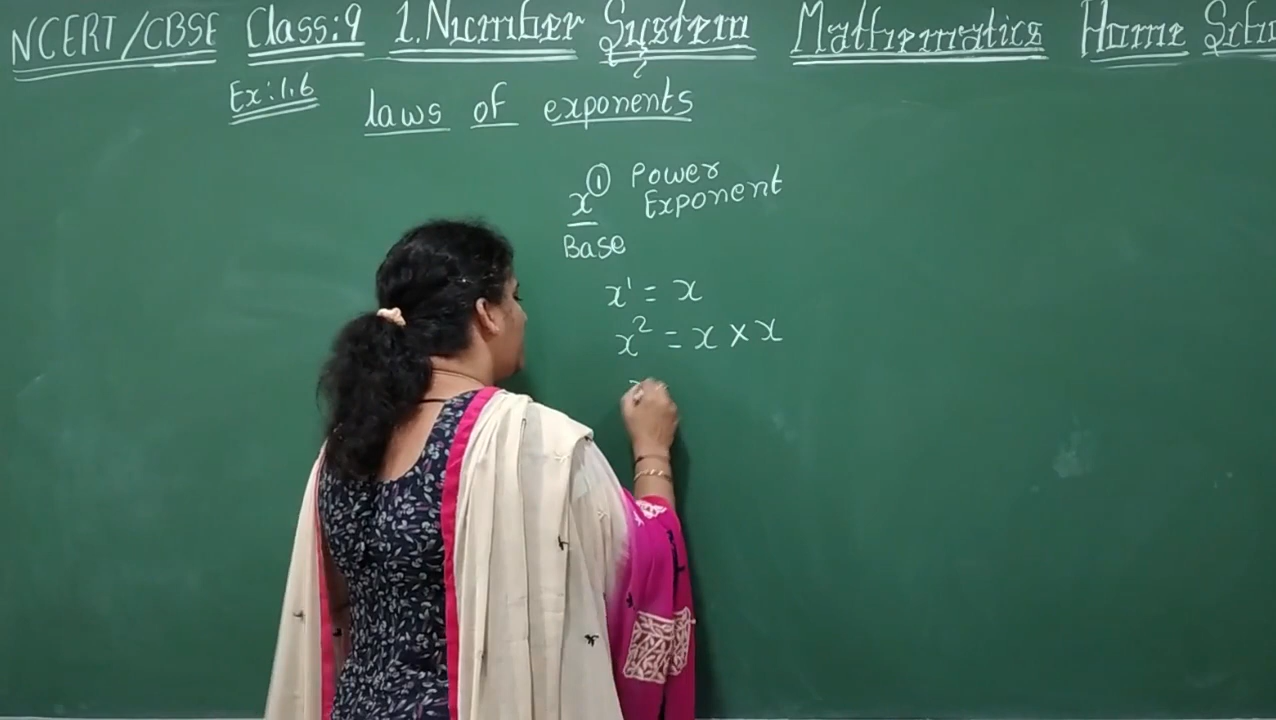 NCERT/CBSE Class:9 1.Number System Mathematics Home
Ex:1.6
laws of exponents
x① Power
Exponent
Base
x¹ = x
x² = x × x